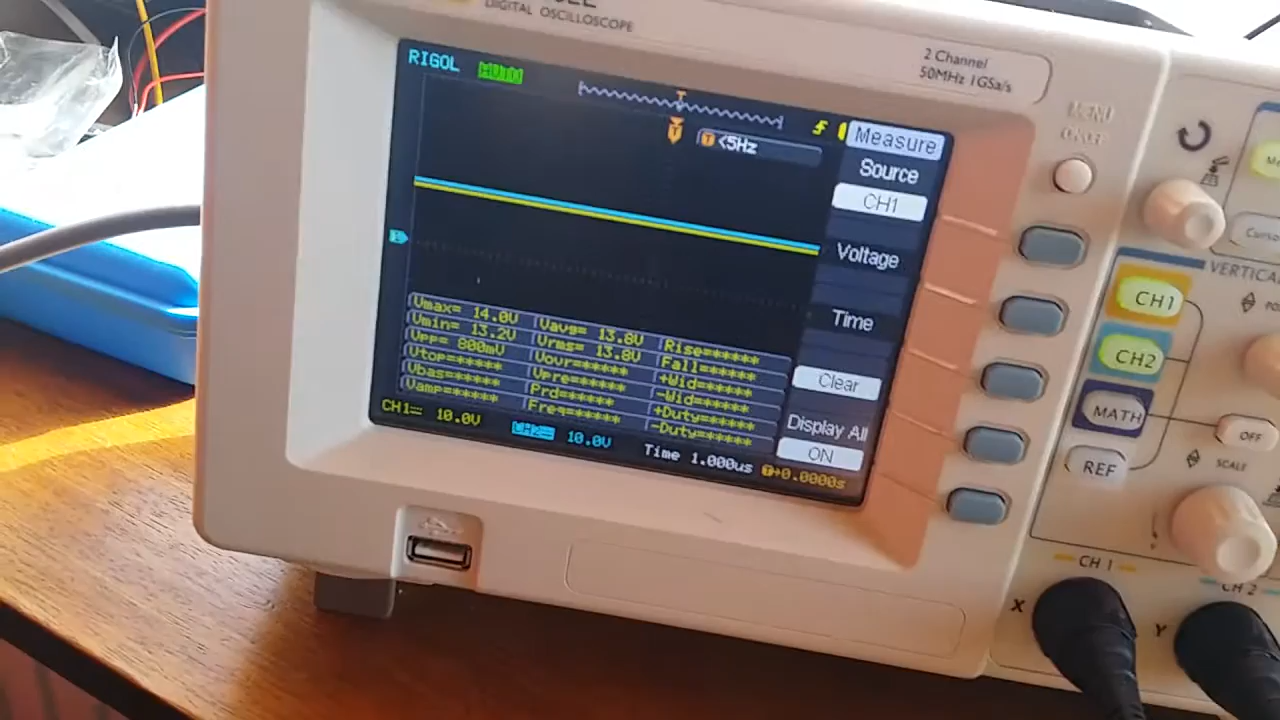 DIGITAL OSCILLOSCOPE
2 Channel
50MHz 1GSa/s
RIGOL AUTO
T <5Hz
Measure
Source
CH1
Voltage
Time
Clear
Display All
ON
Vmax= 14.0V Vavg= 13.8V Rise=*****
Vmin= 13.2V Vrms= 13.8V Fall=*****
Vpp= 800mV Vovr=***** +Wid=*****
Vtop=***** Vpre=***** -Wid=*****
Vbas=***** Prd=***** +Duty=*****
Vamp=***** Freq=***** -Duty=*****
CH1 10.0V CH2 10.0V Time 1.000us T+0.0000s
MENU
ON/OFF
CH1
CH2
MATH
REF
OFF
SCALE
CH 1
CH 2
X
Y